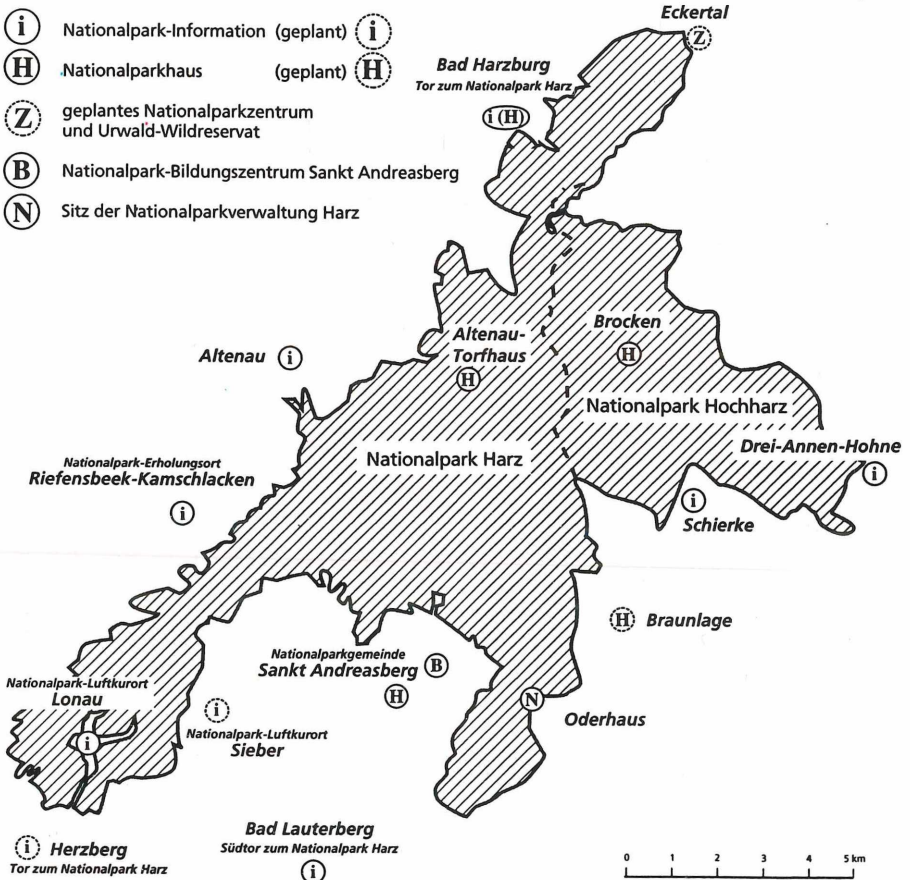 i Nationalpark-Information (geplant) i
H Nationalparkhaus (geplant) H
Z geplantes Nationalparkzentrum
und Urwald-Wildreservat
B Nationalpark-Bildungszentrum Sankt Andreasberg
N Sitz der Nationalparkverwaltung Harz
Eckertal
Z
Bad Harzburg
Tor zum Nationalpark Harz
i (H)
Altenau i
Altenau-
Torfhaus
H
Brocken
H
Nationalpark Hochharz
Nationalpark Harz
Drei-Annen-Hohne
i
i
Schierke
Nationalpark-Erholungsort
Riefensbeek-Kamschlacken
i
H Braunlage
Nationalparkgemeinde
Sankt Andreasberg B
H
N
Oderhaus
Nationalpark-Luftkurort
Lonau
i
i
Nationalpark-Luftkurort
Sieber
i Herzberg
Tor zum Nationalpark Harz
Bad Lauterberg
Südtor zum Nationalpark Harz
i
0 1 2 3 4 5 km